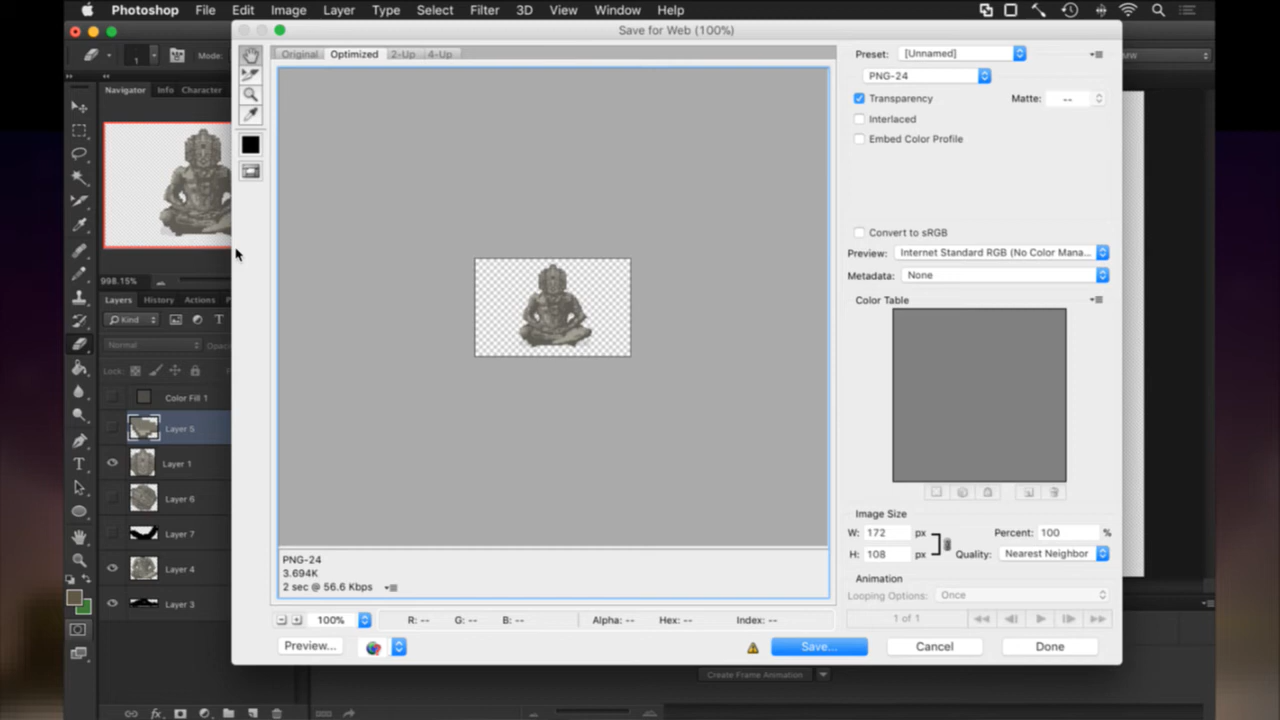 Photoshop File Edit Image Layer Type Select Filter 3D View Window Help
Save for Web (100%)
Mode:
1
Original Optimized 2-Up 4-Up
Preset: [Unnamed]
PNG-24
Transparency Matte: --
Interlaced
Embed Color Profile
Navigator Info Character
Convert to sRGB
Preview: Internet Standard RGB (No Color Mana...
Metadata: None
998.15%
Layers History Actions
Color Table
Kind
Normal
Lock:
Color Fill 1
Layer 5
Layer 1
Layer 6
Layer 7
Layer 4
Layer 3
Image Size
W: 172 px Percent: 100 %
H: 108 px Quality: Nearest Neighbor
PNG-24
3.694K
2 sec @ 56.6 Kbps
Animation
Looping Options: Once
1 of 1
100% R: -- G: -- B: -- Alpha: -- Hex: -- Index: --
Preview... Save... Cancel Done
Create Frame Animation